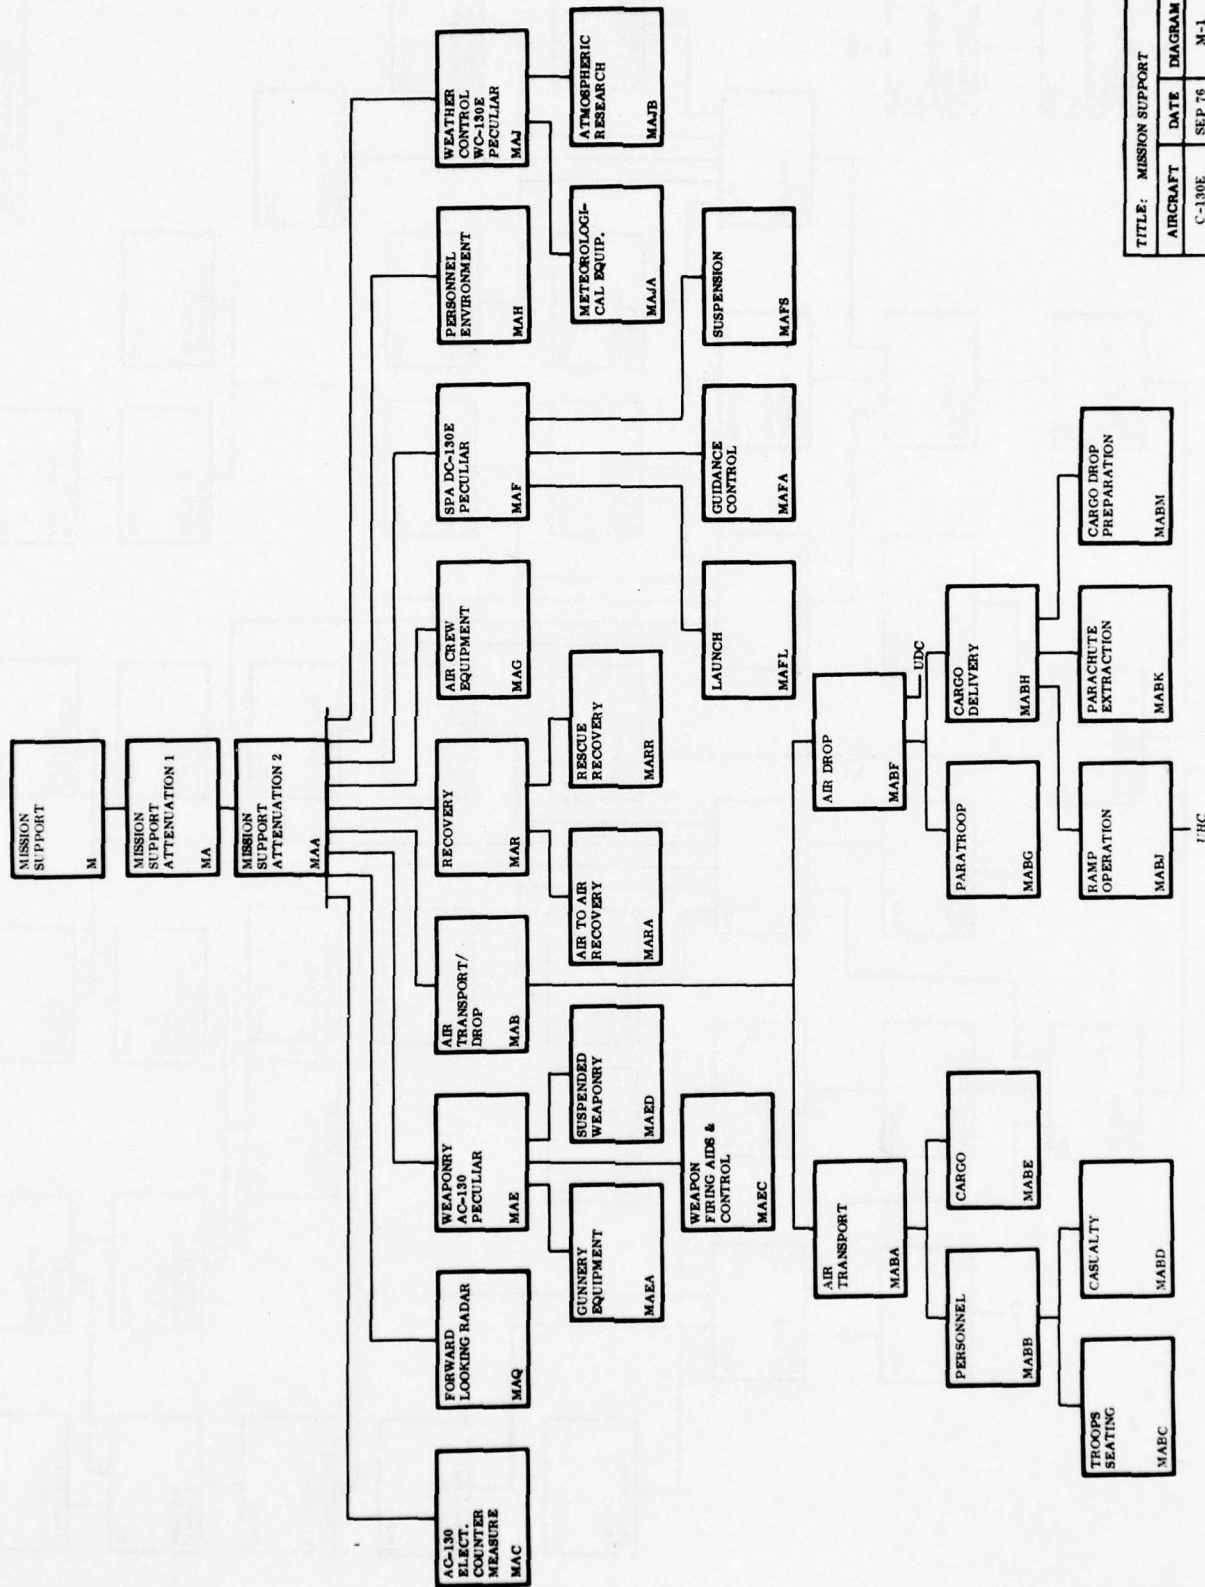 MISSION
SUPPORT
M
MISSION
SUPPORT
ATTENUATION 1
MA
MISSION
SUPPORT
ATTENUATION 2
MAA
AC-130
ELECT.
COUNTER
MEASURE
MAC
FORWARD
LOOKING RADAR
MAQ
WEAPONRY
AC-130
PECULIAR
MAE
AIR
TRANSPORT/
DROP
MAB
RECOVERY
MAR
AIR CREW
EQUIPMENT
MAG
SPA DC-130E
PECULIAR
MAF
PERSONNEL
ENVIRONMENT
MAH
WEATHER
CONTROL
WC-130E
PECULIAR
MAJ
GUNNERY
EQUIPMENT
MAEA
SUSPENDED
WEAPONRY
MAED
AIR TO AIR
RECOVERY
MARA
RESCUE
RECOVERY
MARR
METEOROLOGI-
CAL EQUIP.
MAJA
ATMOSPHERIC
RESEARCH
MAJB
WEAPON
FIRING AIDS &
CONTROL
MAEC
LAUNCH
MAFL
GUIDANCE
CONTROL
MAFA
SUSPENSION
MAFS
AIR
TRANSPORT
MABA
AIR DROP
MABF
UDC
PERSONNEL
MABB
CARGO
MABE
PARATROOP
MABG
CARGO
DELIVERY
MABH
TROOPS
SEATING
MABC
CASUALTY
MABD
RAMP
OPERATION
MABJ
PARACHUTE
EXTRACTION
MABK
CARGO DROP
PREPARATION
MABM
UHC
TITLE: MISSION SUPPORT
AIRCRAFT DATE DIAGRAM
C-130E SEP 76 M-1